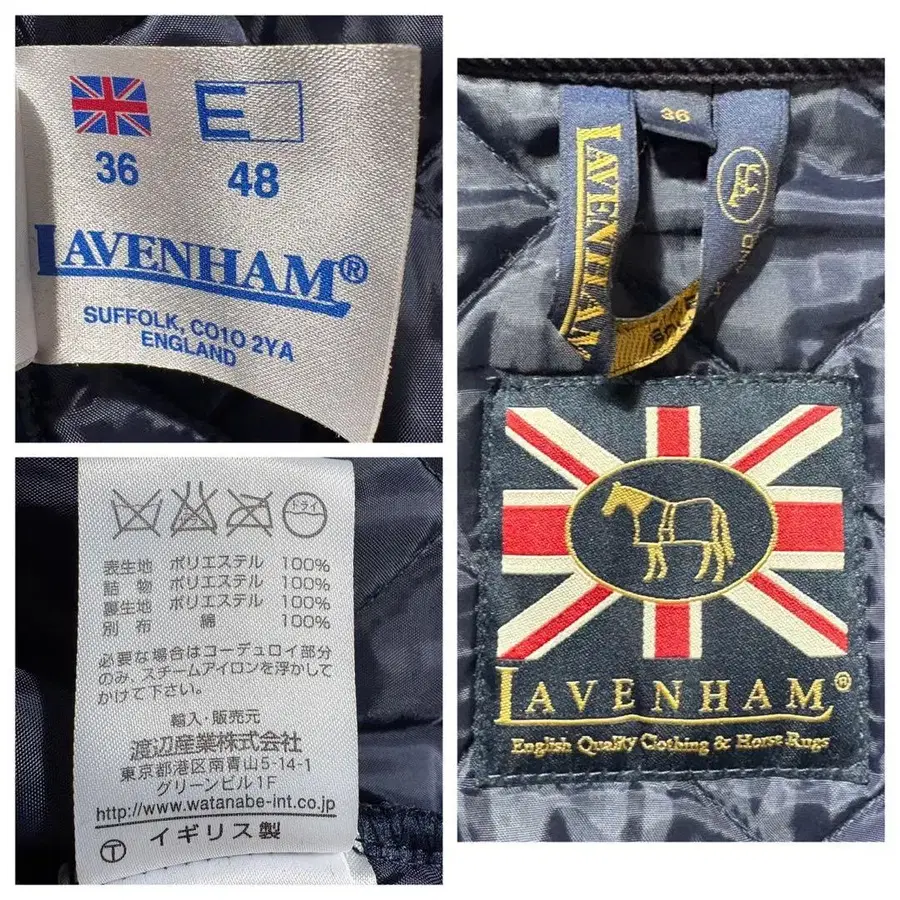 E
36
48
LAVENHAM®
SUFFOLK, CO10 2YA
ENGLAND
ドライ
表生地 ポリエステル 100%
詰物 ポリエステル 100%
裏生地 ポリエステル 100%
別布 綿 100%
必要な場合はコーデュロイ部分
のみ、スチームアイロンを浮かして
かけて下さい。
輸入・販売元
渡辺産業株式会社
東京都港区南青山5-14-1
グリーンビル1F
http://www.watanabe-int.co.jp
Ⓣ イギリス製
36
LAVENHAM
LAVENHAM®
English Quality Clothing & Horse Rugs